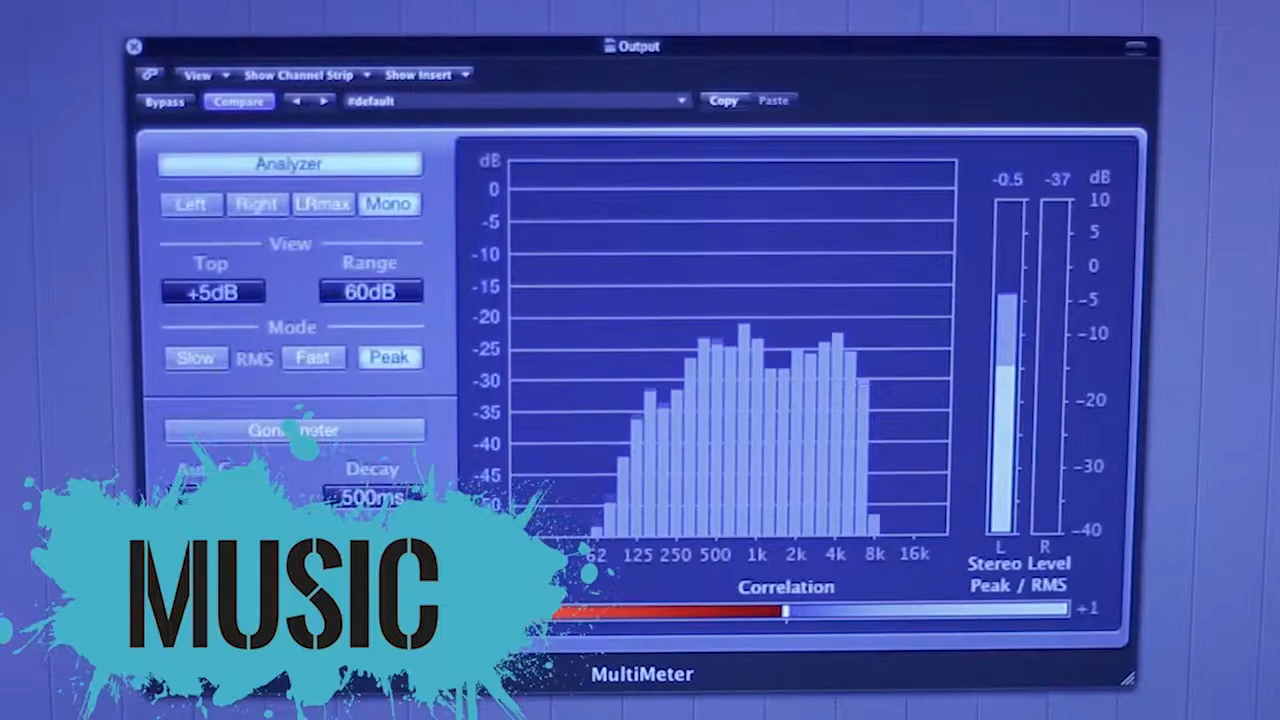 Output
View
Show Channel Strip
Show Insert
Bypass
Compare
#default
Copy
Paste
Analyzer
Left Right LRmax Mono
View
Top Range
+5dB 60dB
Mode
Slow RMS Fast Peak
Decay
500ms
dB
0
-5
-10
-15
-20
-25
-30
-35
-40
-45
62 125 250 500 1k 2k 4k 8k 16k
Correlation
+1
-0.5 -37 dB
10
5
0
-5
-10
-20
-30
-40
L R
Stereo Level
Peak / RMS
MultiMeter
MUSIC